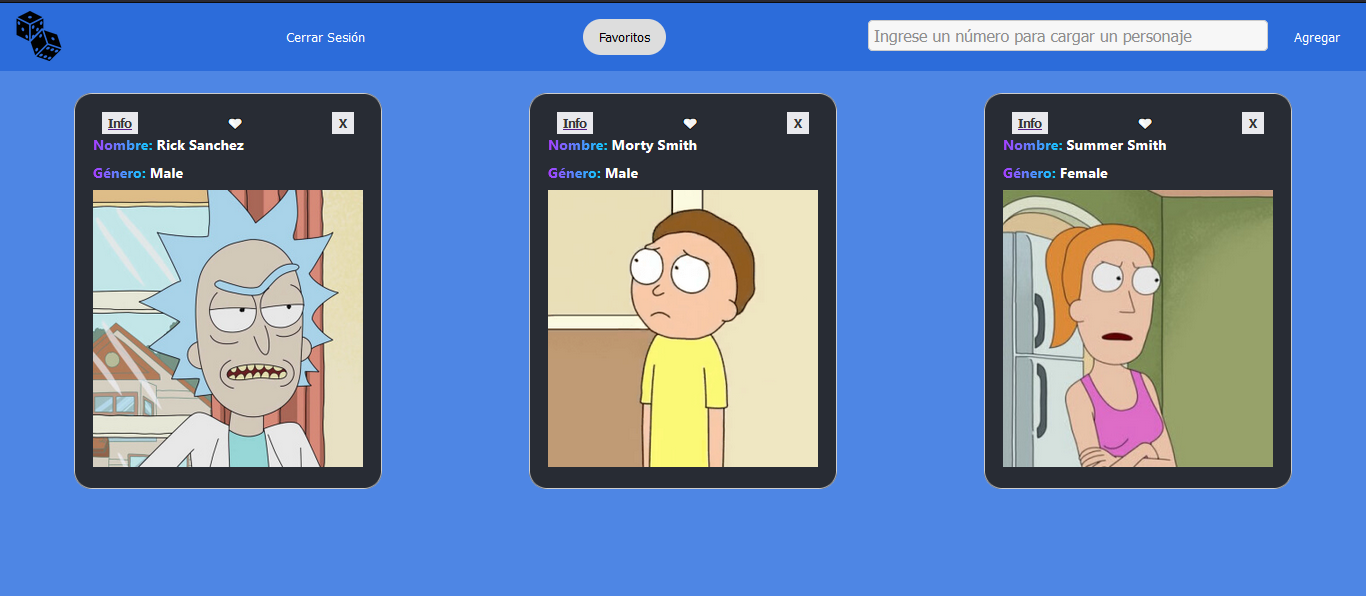 Cerrar Sesión
Favoritos
Ingrese un número para cargar un personaje
Agregar
Info
X
Nombre: Rick Sanchez
Género: Male
Info
X
Nombre: Morty Smith
Género: Male
Info
X
Nombre: Summer Smith
Género: Female